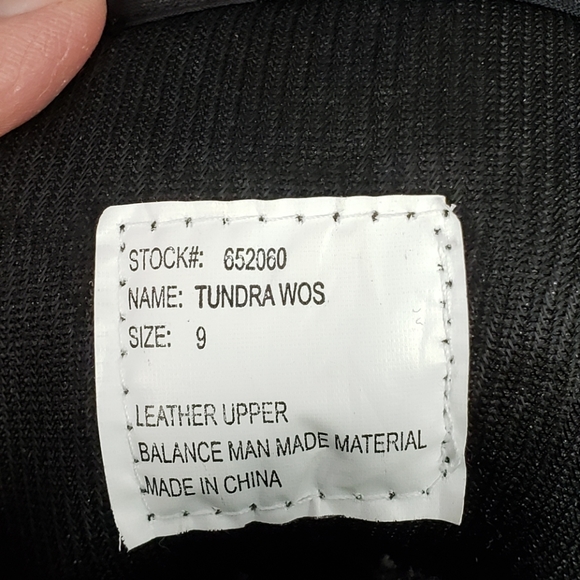 STOCK#: 652060
NAME: TUNDRA WOS
SIZE: 9
LEATHER UPPER
BALANCE MAN MADE MATERIAL
MADE IN CHINA